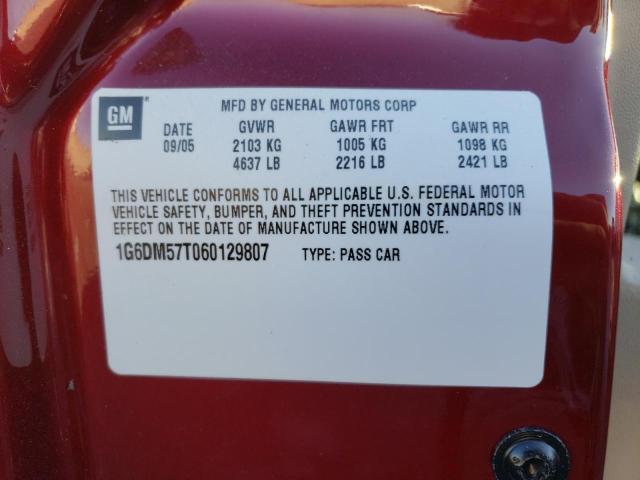 GM ®
MFD BY GENERAL MOTORS CORP
DATE GVWR GAWR FRT GAWR RR
09/05 2103 KG 1005 KG 1098 KG
4637 LB 2216 LB 2421 LB
THIS VEHICLE CONFORMS TO ALL APPLICABLE U.S. FEDERAL MOTOR
VEHICLE SAFETY, BUMPER, AND THEFT PREVENTION STANDARDS IN
EFFECT ON THE DATE OF MANUFACTURE SHOWN ABOVE.
1G6DM57T060129807 TYPE: PASS CAR